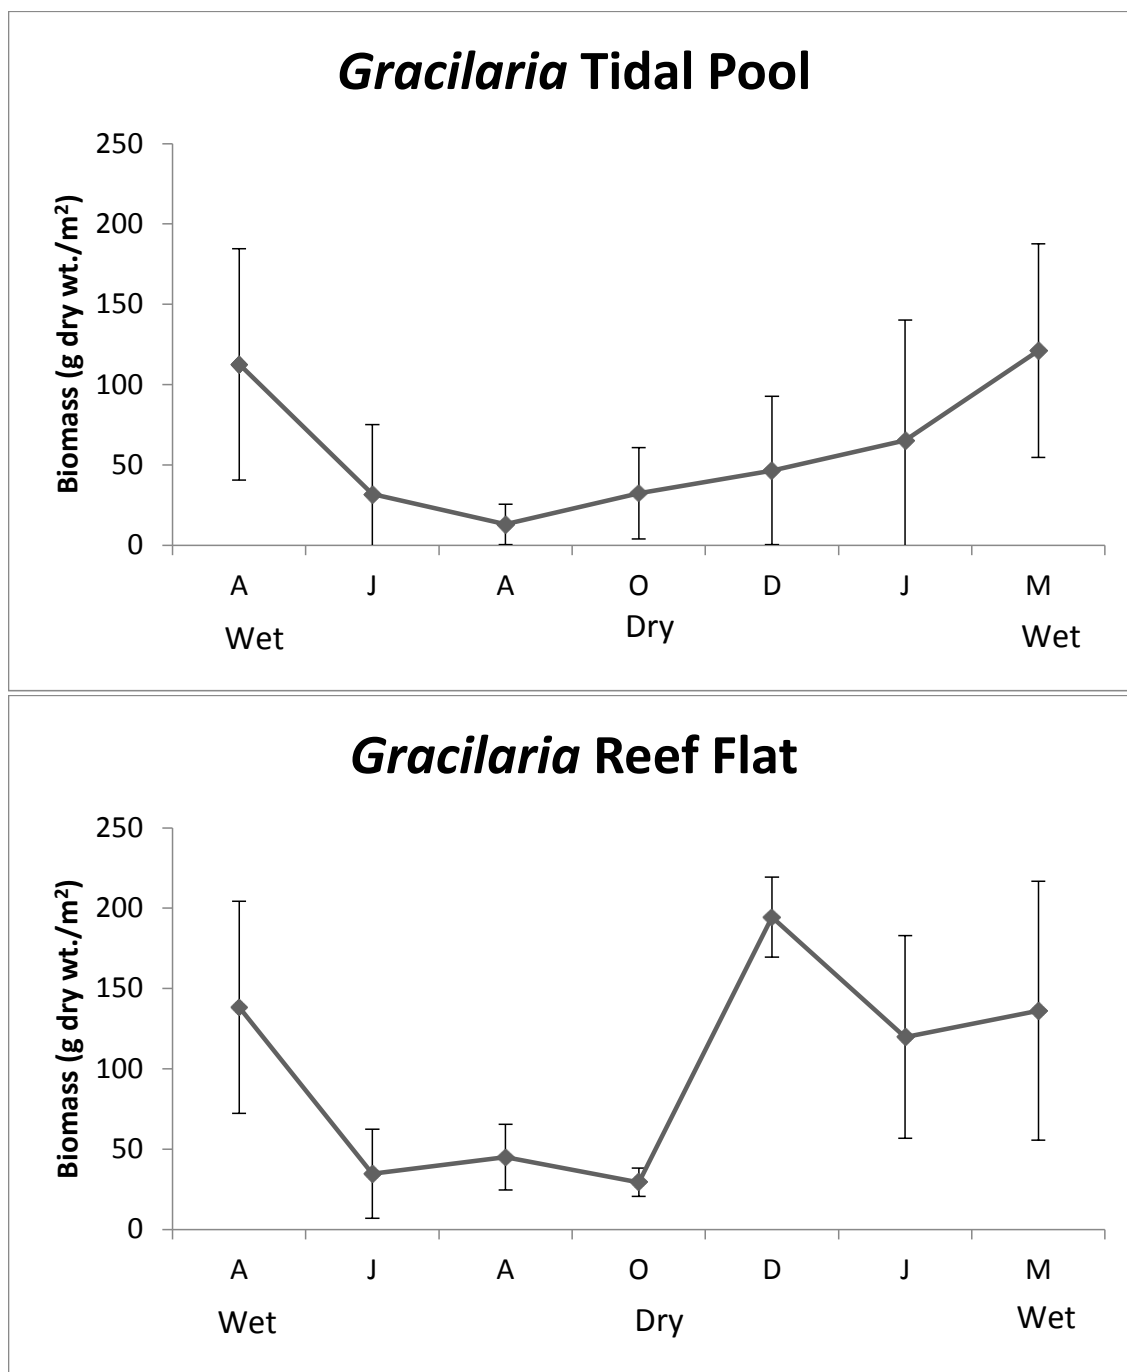 Gracilaria Tidal Pool
250
200
150
100
50
0
Biomass (g dry wt./m²)
A J A O D J M
Wet Dry Wet
Gracilaria Reef Flat
250
200
150
100
50
0
Biomass (g dry wt./m²)
A J A O D J M
Wet Dry Wet